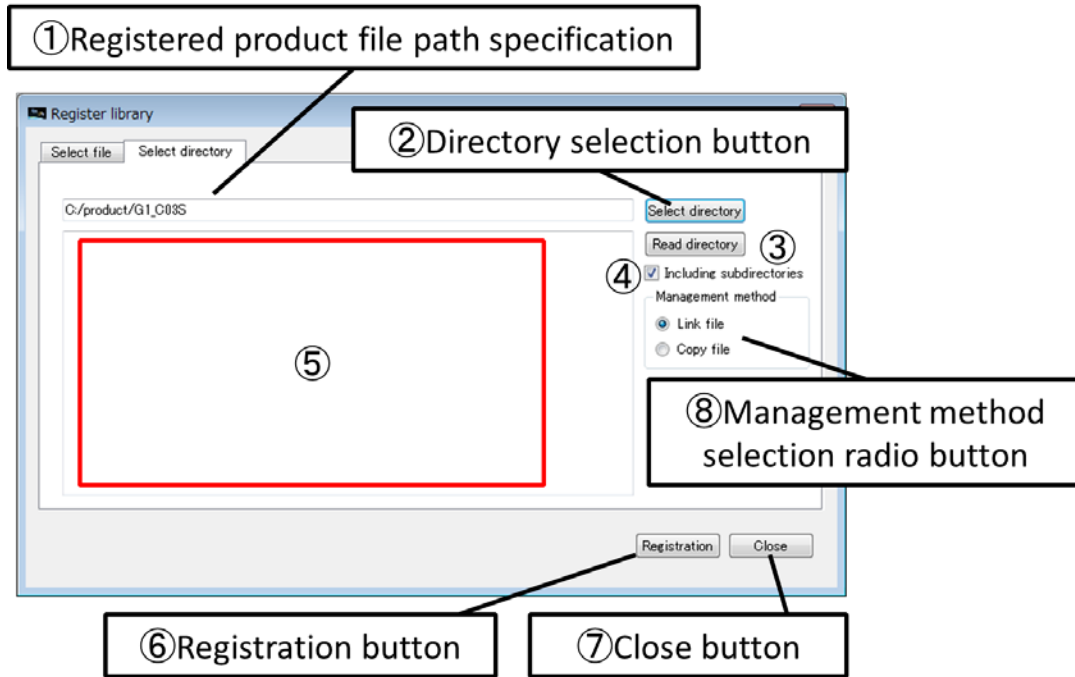 ①Registered product file path specification
Register library
②Directory selection button
Select file
Select directory
C:/product/G1_C03S
Select directory
Read directory
③
④
Including subdirectories
Management method
Link file
⑤
Copy file
⑧Management method
selection radio button
Registration
Close
⑥Registration button
⑦Close button